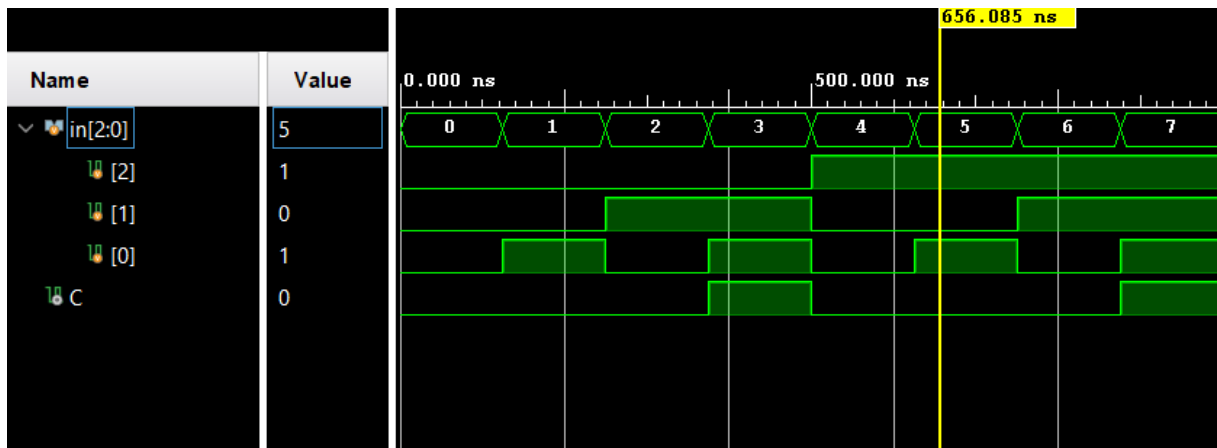 656.085 ns
Name Value
0.000 ns 500.000 ns
in[2:0] 5 0 1 2 3 4 5 6 7
[2] 1
[1] 0
[0] 1
C 0